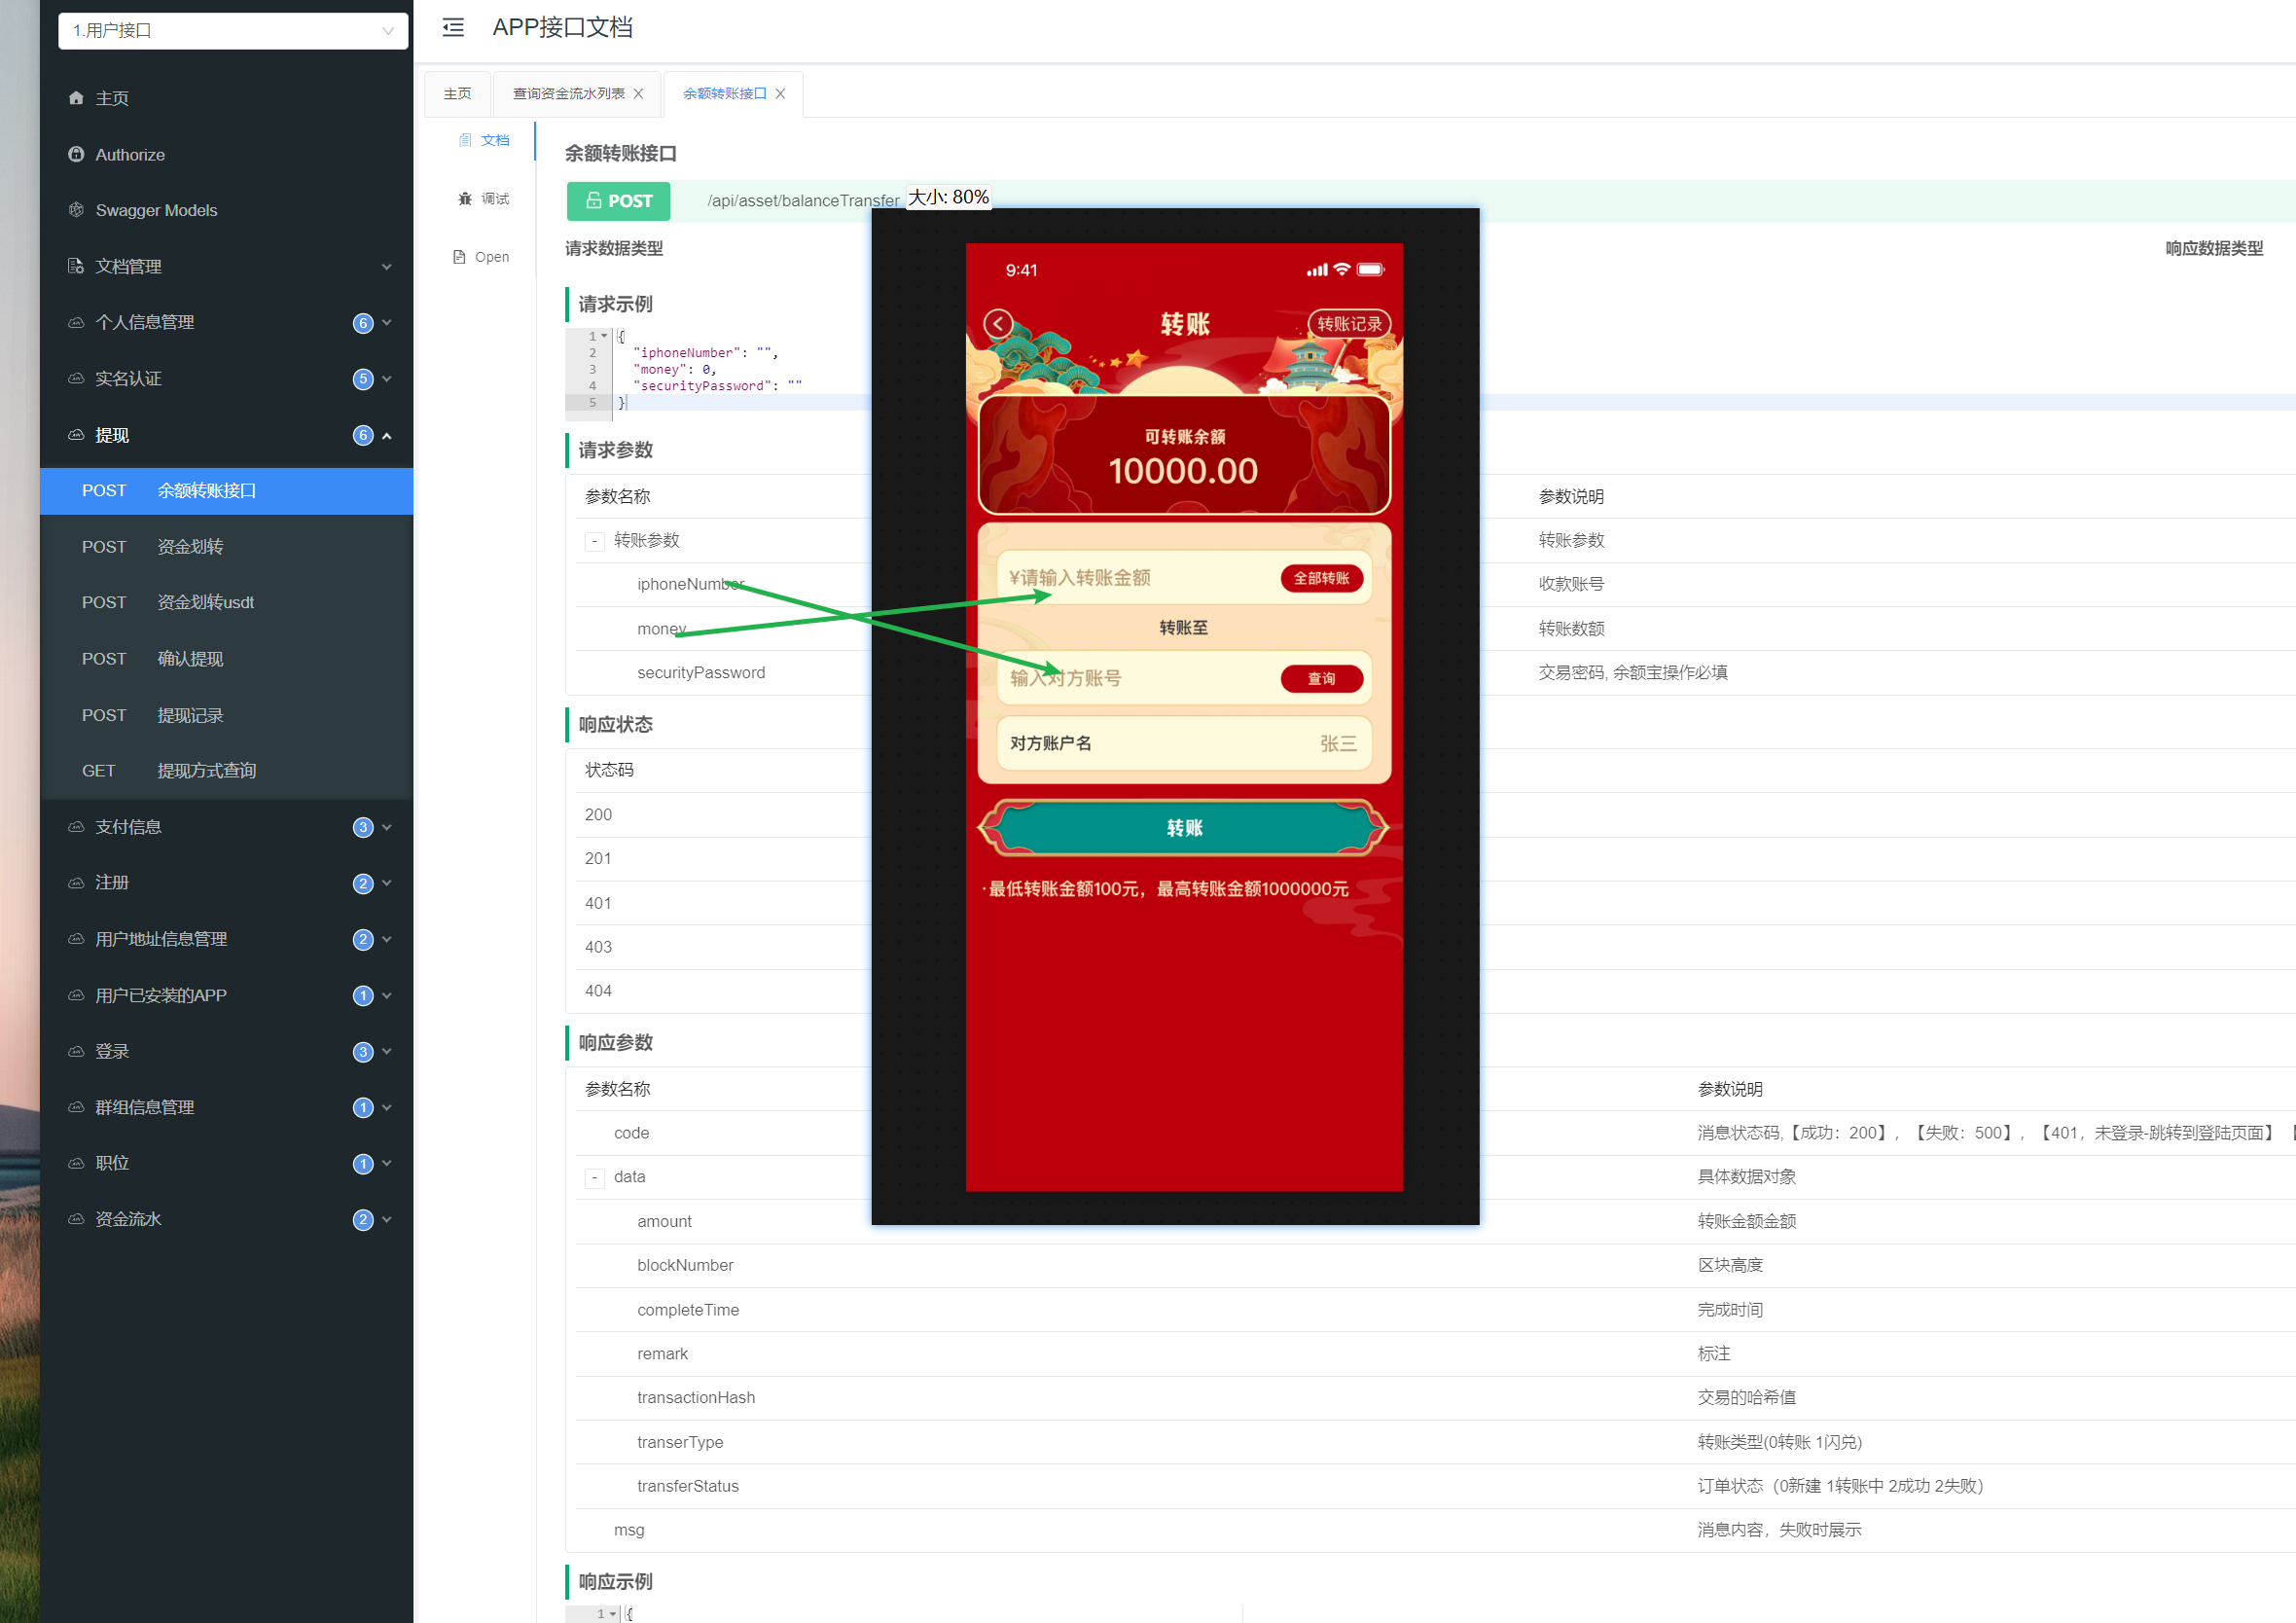 1.用户接口
主页
Authorize
Swagger Models
文档管理
个人信息管理 6
实名认证 5
提现 6
POST 余额转账接口
POST 资金划转
POST 资金划转usdt
POST 确认提现
POST 提现记录
GET 提现方式查询
支付信息 3
注册 2
用户地址信息管理 2
用户已安装的APP 1
登录 3
群组信息管理 1
职位 1
资金流水 2
APP接口文档
主页 查询资金流水列表 余额转账接口
文档
调试
Open
余额转账接口
POST /api/asset/balanceTransfer
大小: 80%
请求数据类型 响应数据类型
请求示例
1 {
2 "iphoneNumber": "",
3 "money": 0,
4 "securityPassword": ""
5 }
请求参数
参数名称 参数说明
- 转账参数 转账参数
iphoneNumber 收款账号
money 转账数额
securityPassword 交易密码, 余额宝操作必填
响应状态
状态码
200
201
401
403
404
响应参数
参数名称 参数说明
code 消息状态码,【成功：200】，【失败：500】，【401，未登录-跳转到登陆页面】【
- data 具体数据对象
amount 转账金额金额
blockNumber 区块高度
completeTime 完成时间
remark 标注
transactionHash 交易的哈希值
transerType 转账类型(0转账 1闪兑)
transferStatus 订单状态（0新建 1转账中 2成功 2失败）
msg 消息内容，失败时展示
响应示例
1 {
9:41
转账
转账记录
可转账余额
10000.00
¥请输入转账金额 全部转账
转账至
输入对方账号 查询
对方账户名 张三
转账
·最低转账金额100元，最高转账金额1000000元